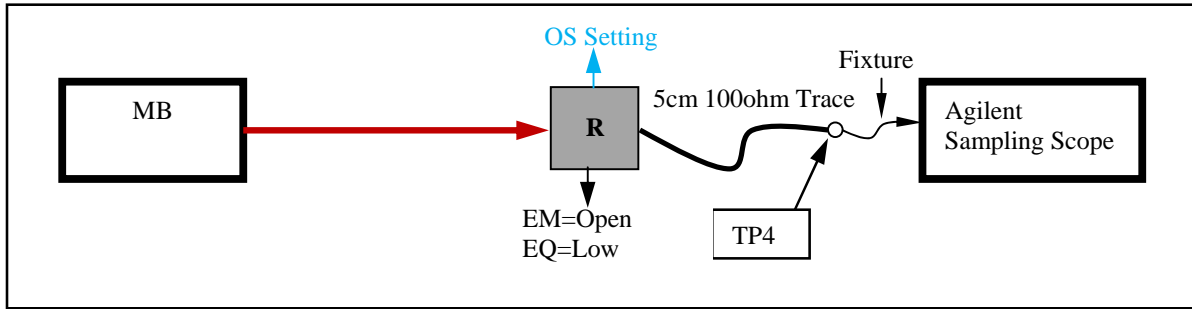 OS Setting
MB
R
5cm 100ohm Trace
Fixture
Agilent
Sampling Scope
EM=Open
EQ=Low
TP4